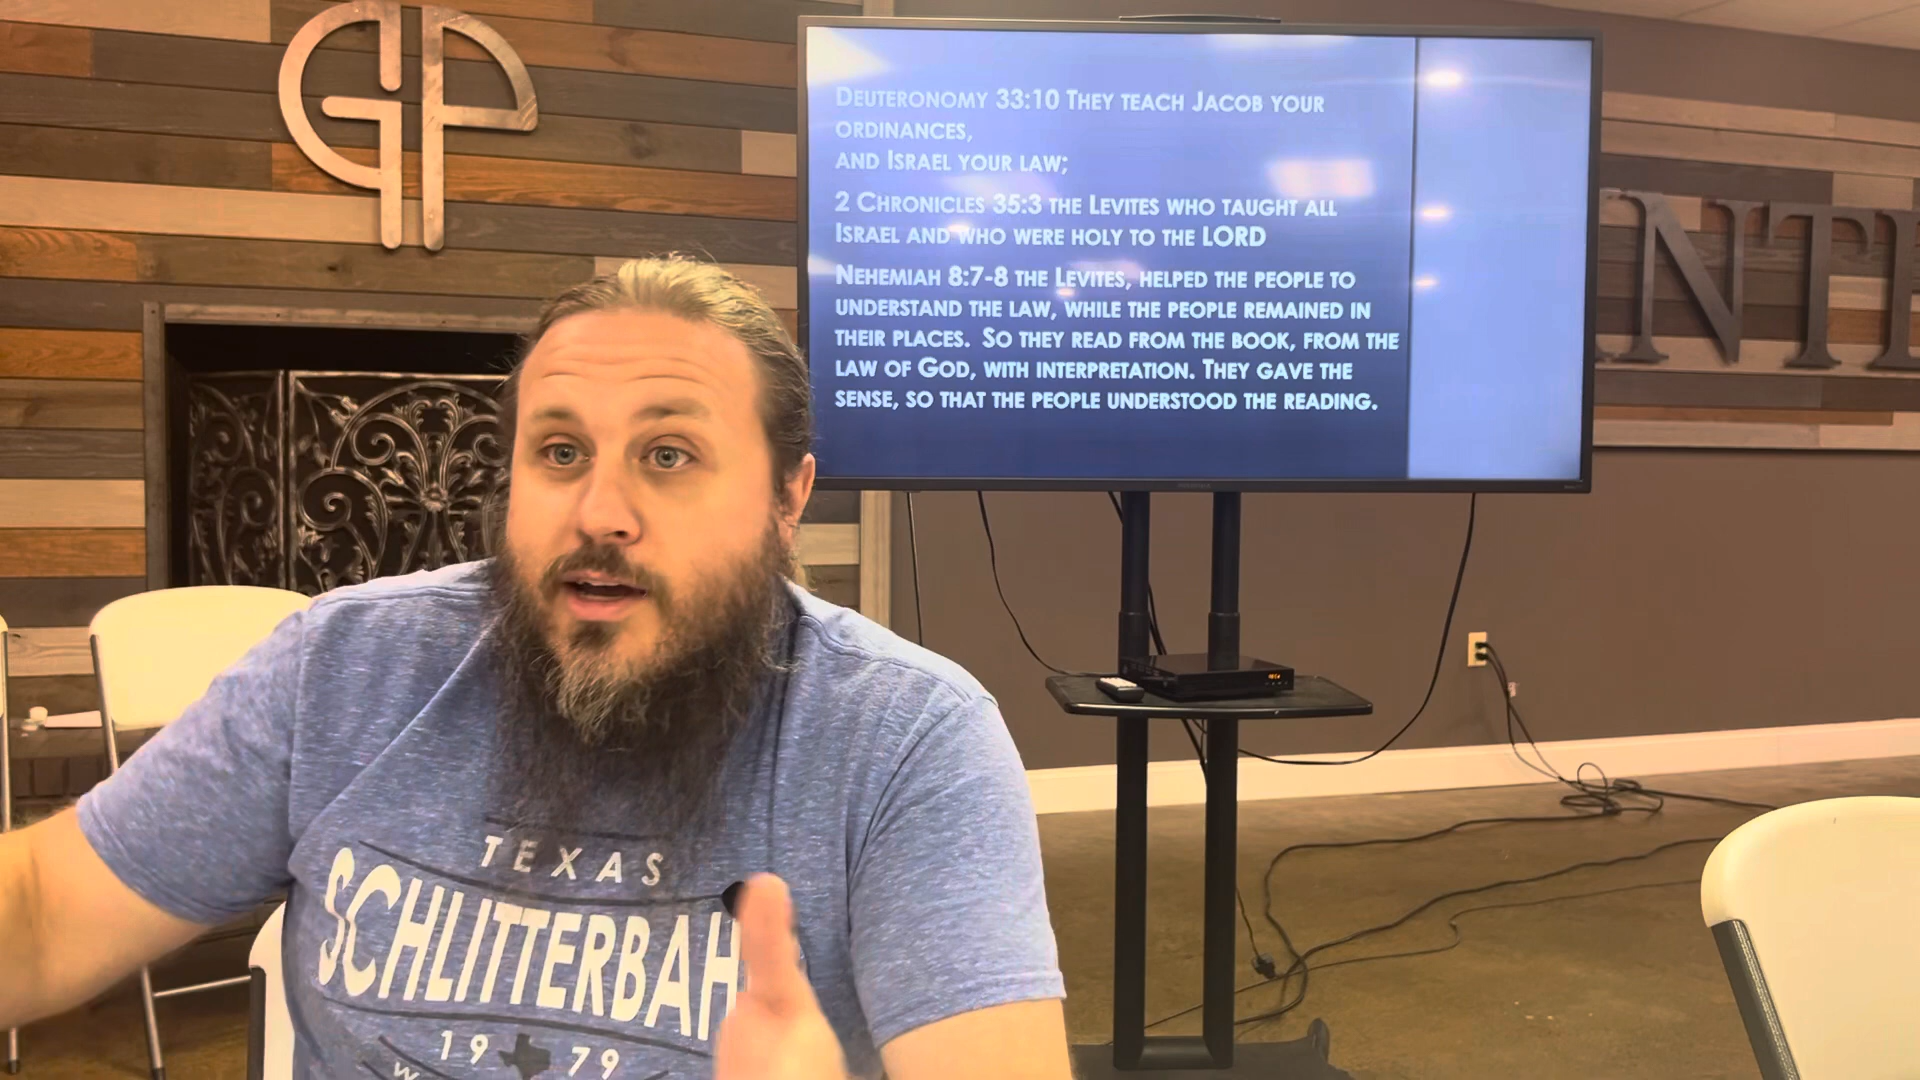 GP
DEUTERONOMY 33:10 THEY TEACH JACOB YOUR
ORDINANCES,
AND ISRAEL YOUR LAW;
2 CHRONICLES 35:3 THE LEVITES WHO TAUGHT ALL
ISRAEL AND WHO WERE HOLY TO THE LORD
NEHEMIAH 8:7-8 THE LEVITES, HELPED THE PEOPLE TO
UNDERSTAND THE LAW, WHILE THE PEOPLE REMAINED IN
THEIR PLACES. SO THEY READ FROM THE BOOK, FROM THE
LAW OF GOD, WITH INTERPRETATION. THEY GAVE THE
SENSE, SO THAT THE PEOPLE UNDERSTOOD THE READING.
NT
TEXAS
SCHLITTERBAH
19 79